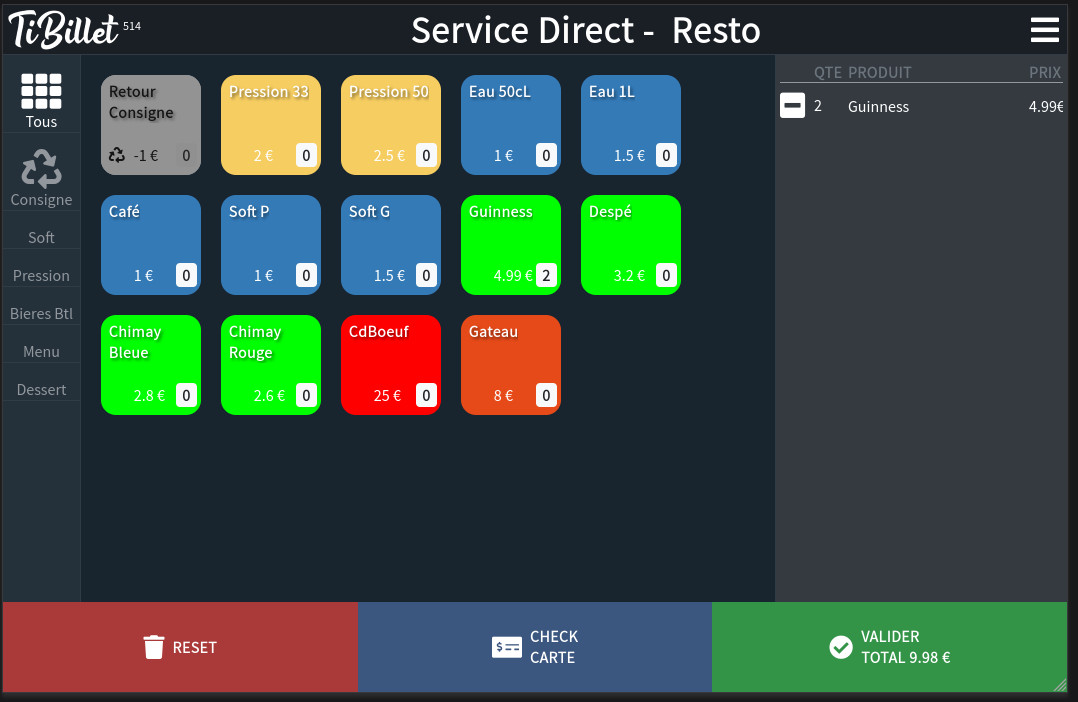 TiBillet 514
Service Direct - Resto
Tous
Consigne
Soft
Pression
Bieres Btl
Menu
Dessert
Retour
Consigne
-1 € 0
Pression 33
2 € 0
Pression 50
2.5 € 0
Eau 50cL
1 € 0
Eau 1L
1.5 € 0
Café
1 € 0
Soft P
1 € 0
Soft G
1.5 € 0
Guinness
4.99 € 2
Despé
3.2 € 0
Chimay
Bleue
2.8 € 0
Chimay
Rouge
2.6 € 0
CdBoeuf
25 € 0
Gateau
8 € 0
QTE PRODUIT PRIX
2 Guinness 4.99€
RESET
CHECK
CARTE
VALIDER
TOTAL 9.98 €